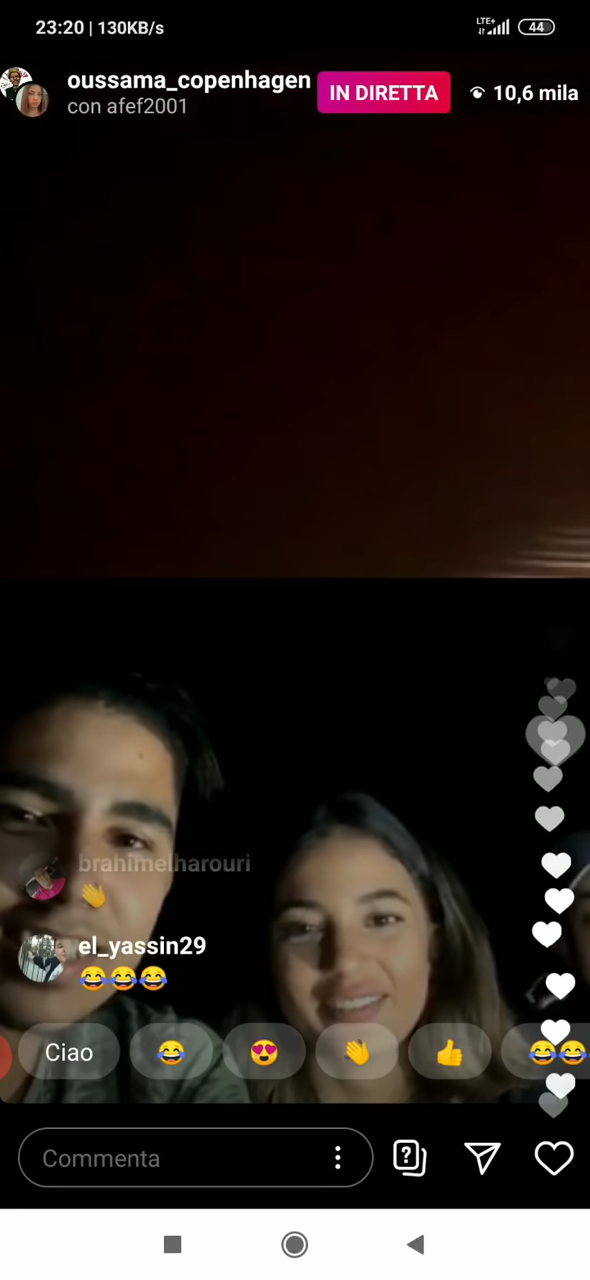 23:20 | 130KB/s
LTE+
44
oussama_copenhagen
con afef2001
IN DIRETTA
10,6 mila
brahimelharouri
👋
el_yassin29
😂😂😂
Ciao
😂
😍
👋
👍
😂😂
Commenta
?